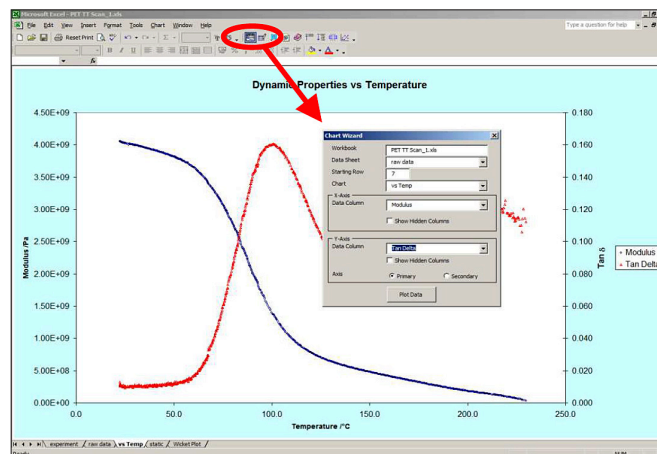 Microsoft Excel - PET TT Scan_1.xls
File Edit View Insert Format Tools Chart Window Help
Type a question for help
Reset Print
Dynamic Properties vs Temperature
4.50E+09
4.00E+09
3.50E+09
3.00E+09
2.50E+09
2.00E+09
1.50E+09
1.00E+09
5.00E+08
0.00E+00
Modulus /Pa
0.180
0.160
0.140
0.120
0.100
0.080
0.060
0.040
0.020
0.000
Tan δ
Modulus
Tan Delta
Chart Wizard
Workbook PET TT Scan_1.xls
Data Sheet raw data
Starting Row 7
Chart vs Temp
X-Axis
Data Column Modulus
Show Hidden Columns
Y-Axis
Data Column Tan Delta
Show Hidden Columns
Axis Primary Secondary
Plot Data
0.0 50.0 100.0 150.0 200.0 250.0
Temperature /°C
experiment raw data vs Temp static Wicket Plot
Ready NUM